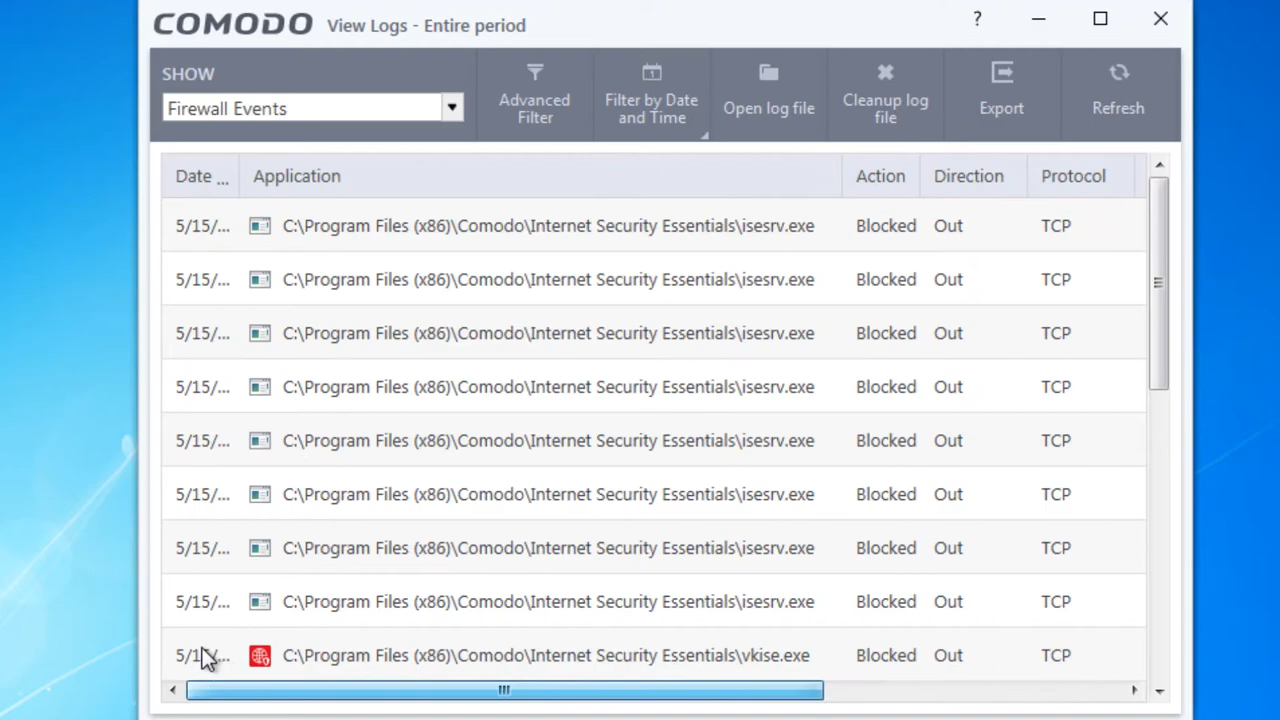 COMODO View Logs - Entire period
SHOW
Firewall Events
Advanced Filter
Filter by Date and Time
Open log file
Cleanup log file
Export
Refresh
Date ... Application Action Direction Protocol
5/15/... C:\Program Files (x86)\Comodo\Internet Security Essentials\isesrv.exe Blocked Out TCP
5/15/... C:\Program Files (x86)\Comodo\Internet Security Essentials\isesrv.exe Blocked Out TCP
5/15/... C:\Program Files (x86)\Comodo\Internet Security Essentials\isesrv.exe Blocked Out TCP
5/15/... C:\Program Files (x86)\Comodo\Internet Security Essentials\isesrv.exe Blocked Out TCP
5/15/... C:\Program Files (x86)\Comodo\Internet Security Essentials\isesrv.exe Blocked Out TCP
5/15/... C:\Program Files (x86)\Comodo\Internet Security Essentials\isesrv.exe Blocked Out TCP
5/15/... C:\Program Files (x86)\Comodo\Internet Security Essentials\isesrv.exe Blocked Out TCP
5/15/... C:\Program Files (x86)\Comodo\Internet Security Essentials\isesrv.exe Blocked Out TCP
C:\Program Files (x86)\Comodo\Internet Security Essentials\vkise.exe Blocked Out TCP